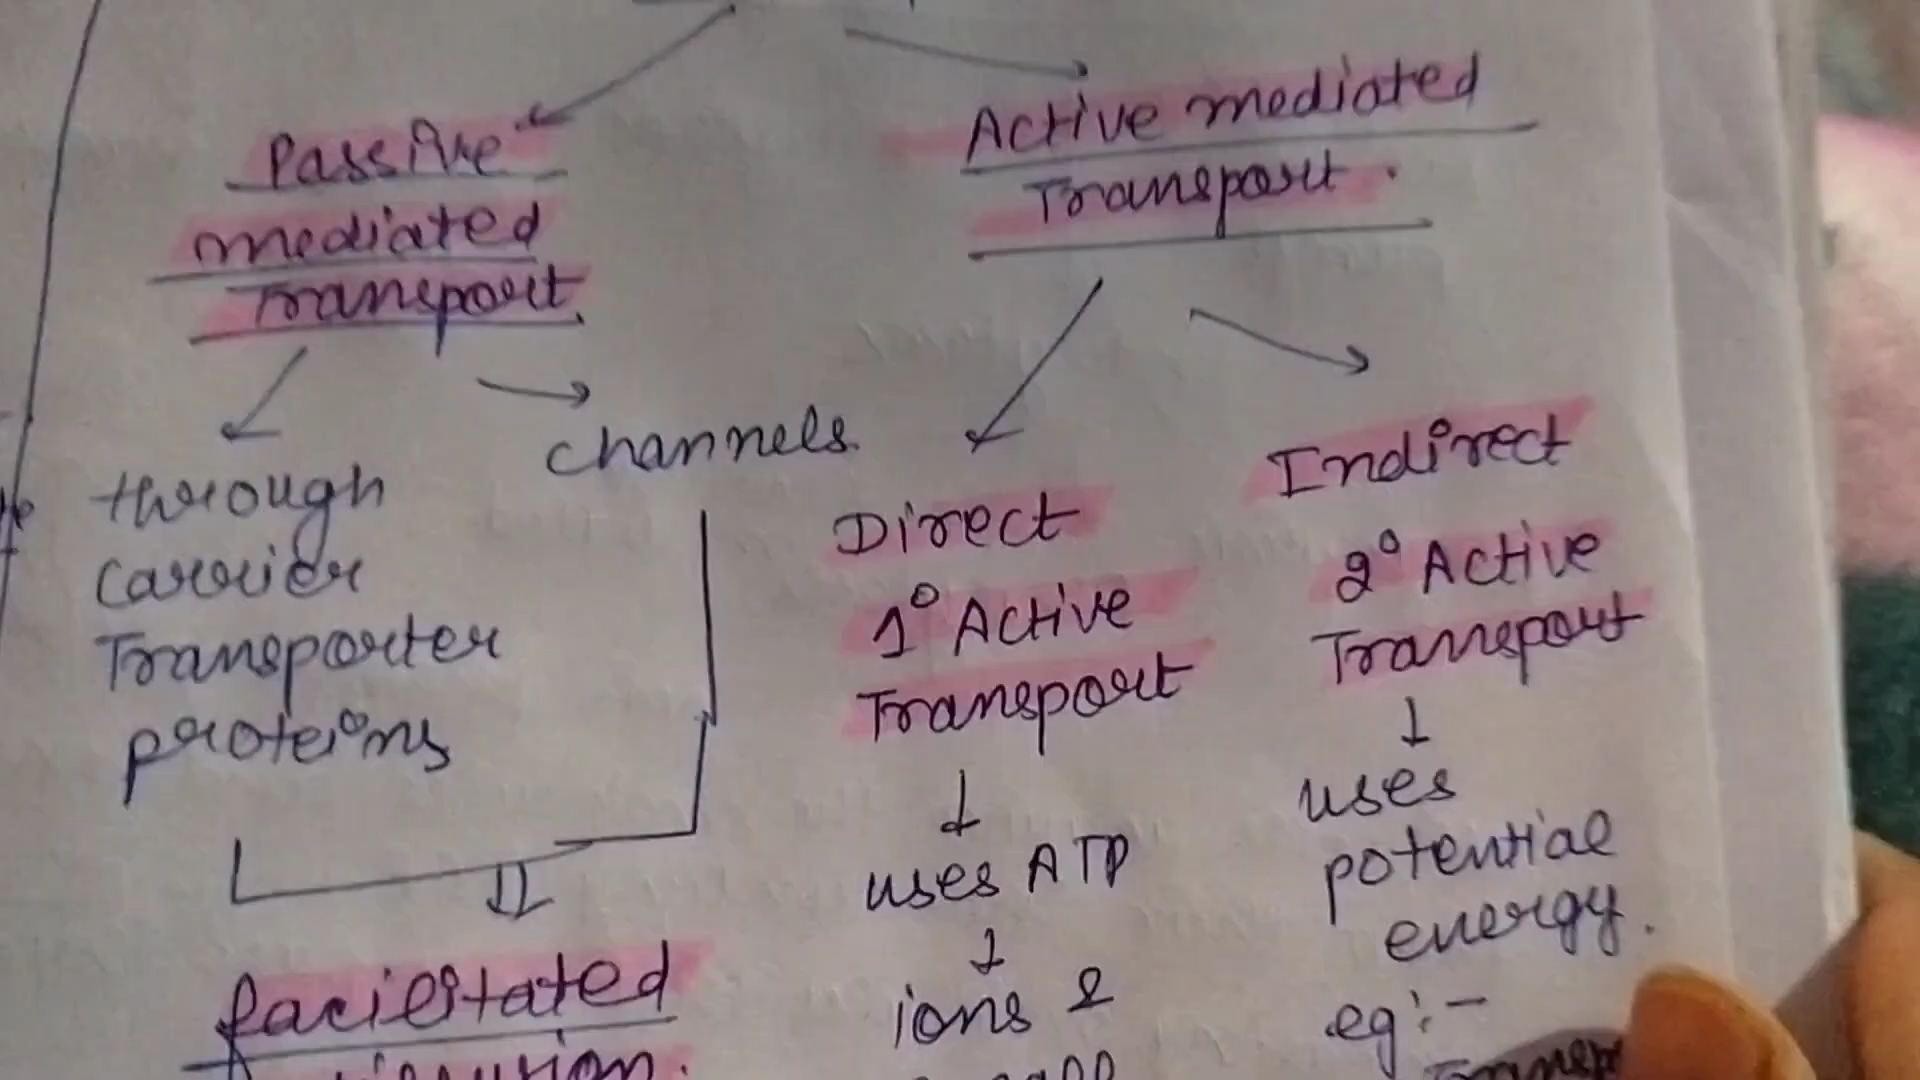 Passive
mediated
Transport.
Active mediated
Transport.
through
Carrier
Transporter
proteins
channels.
Direct
1° Active
Transport
uses ATP
ions &
Indirect
2° Active
Transport
uses
potential
energy.
eg:-
facilitated